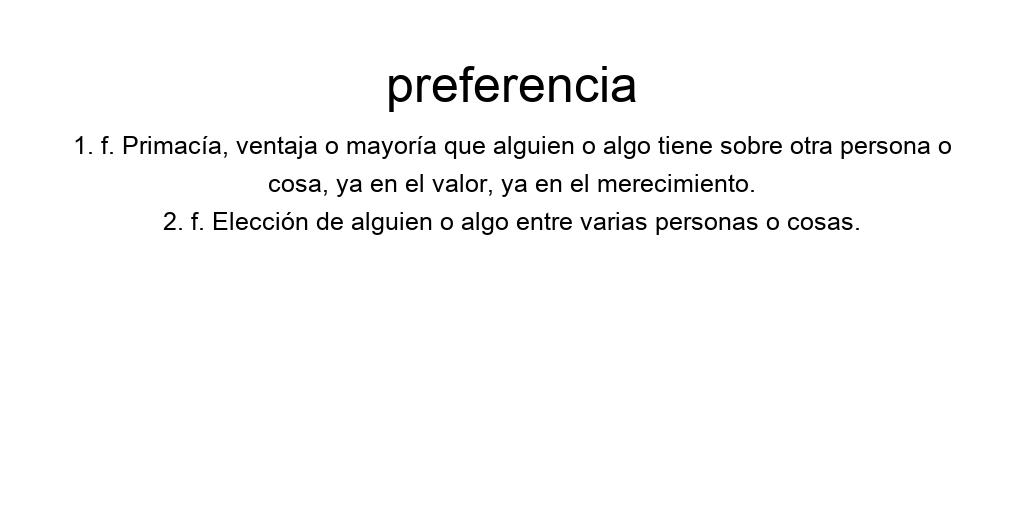 preferencia
1. f. Primacía, ventaja o mayoría que alguien o algo tiene sobre otra persona o
cosa, ya en el valor, ya en el merecimiento.
2. f. Elección de alguien o algo entre varias personas o cosas.